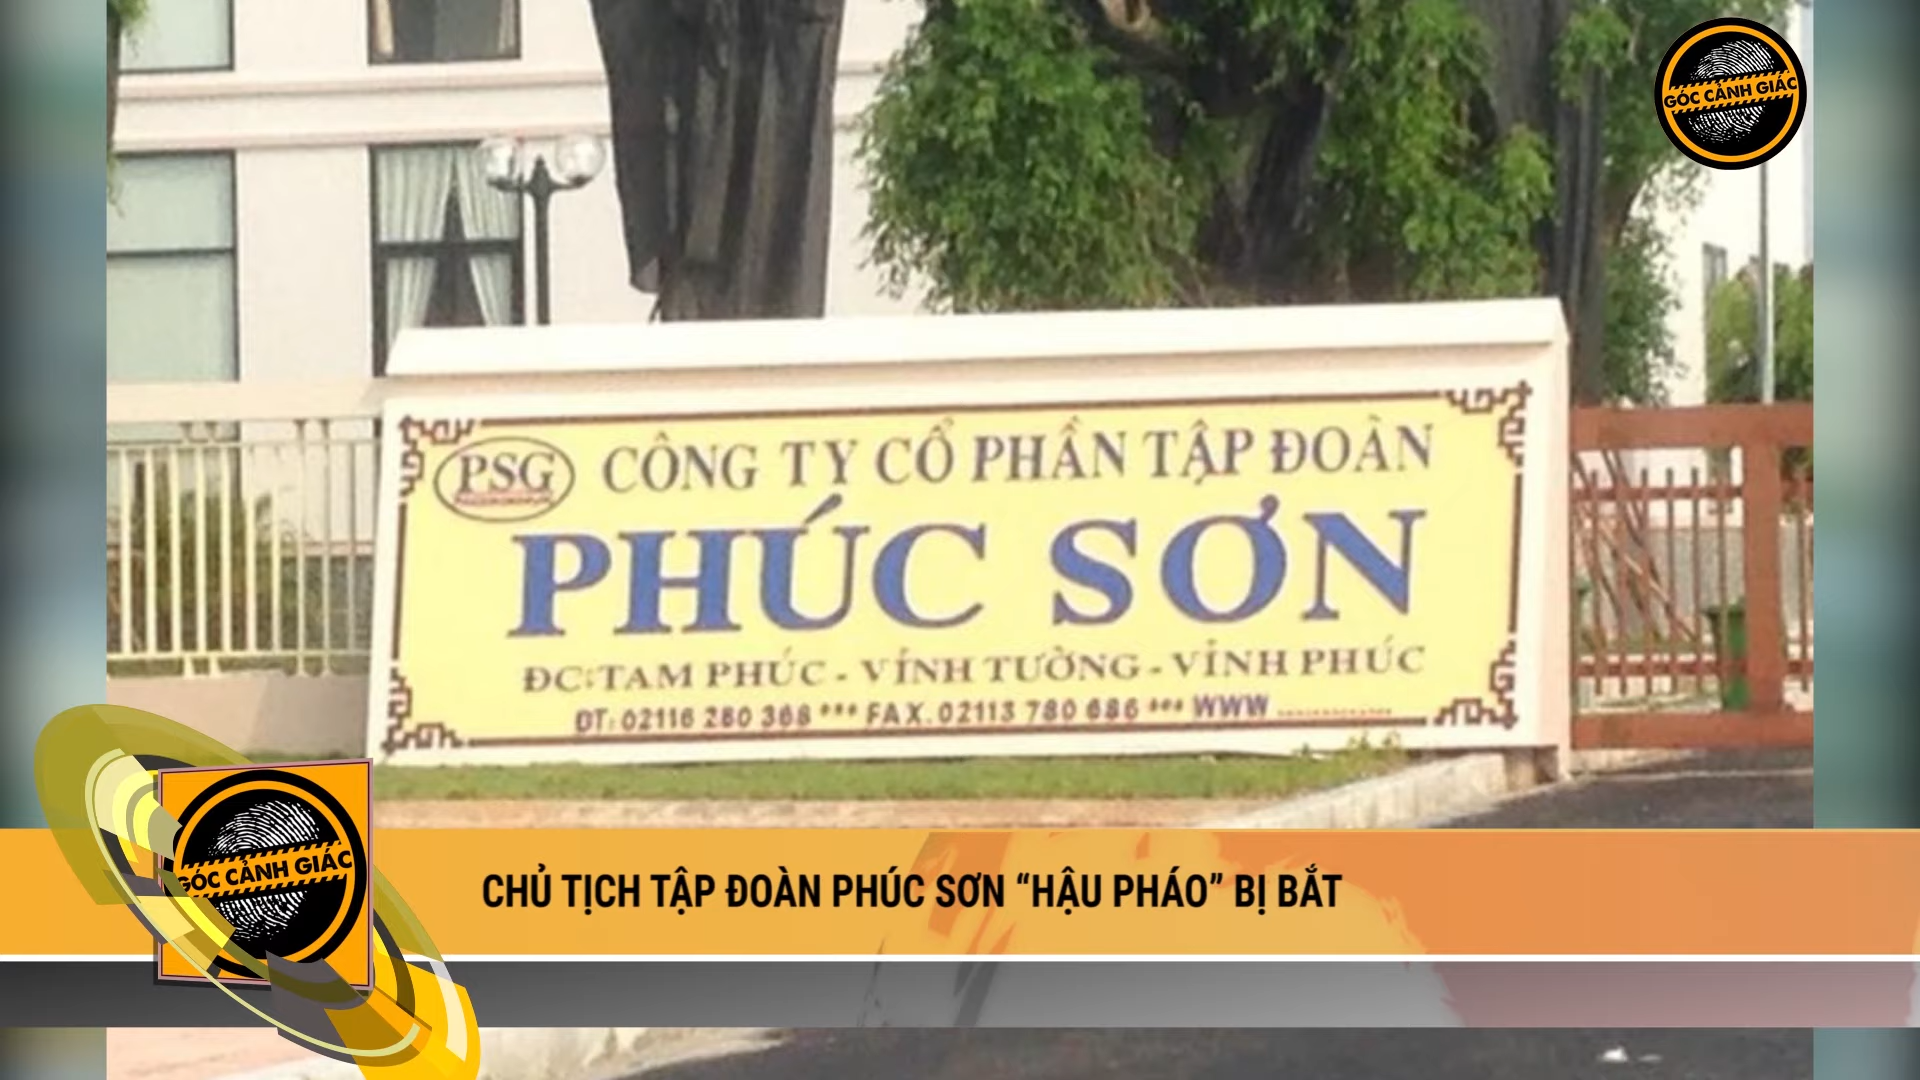 GÓC CẢNH GIÁC
PSG
CÔNG TY CỔ PHẦN TẬP ĐOÀN
PHÚC SƠN
ĐC:TAM PHÚC - VĨNH TƯỜNG - VĨNH PHÚC
ĐT: 02116 280 368 *** FAX. 02113 780 686 *** WWW ..............
GÓC CẢNH GIÁC
CHỦ TỊCH TẬP ĐOÀN PHÚC SƠN “HẬU PHÁO” BỊ BẮT